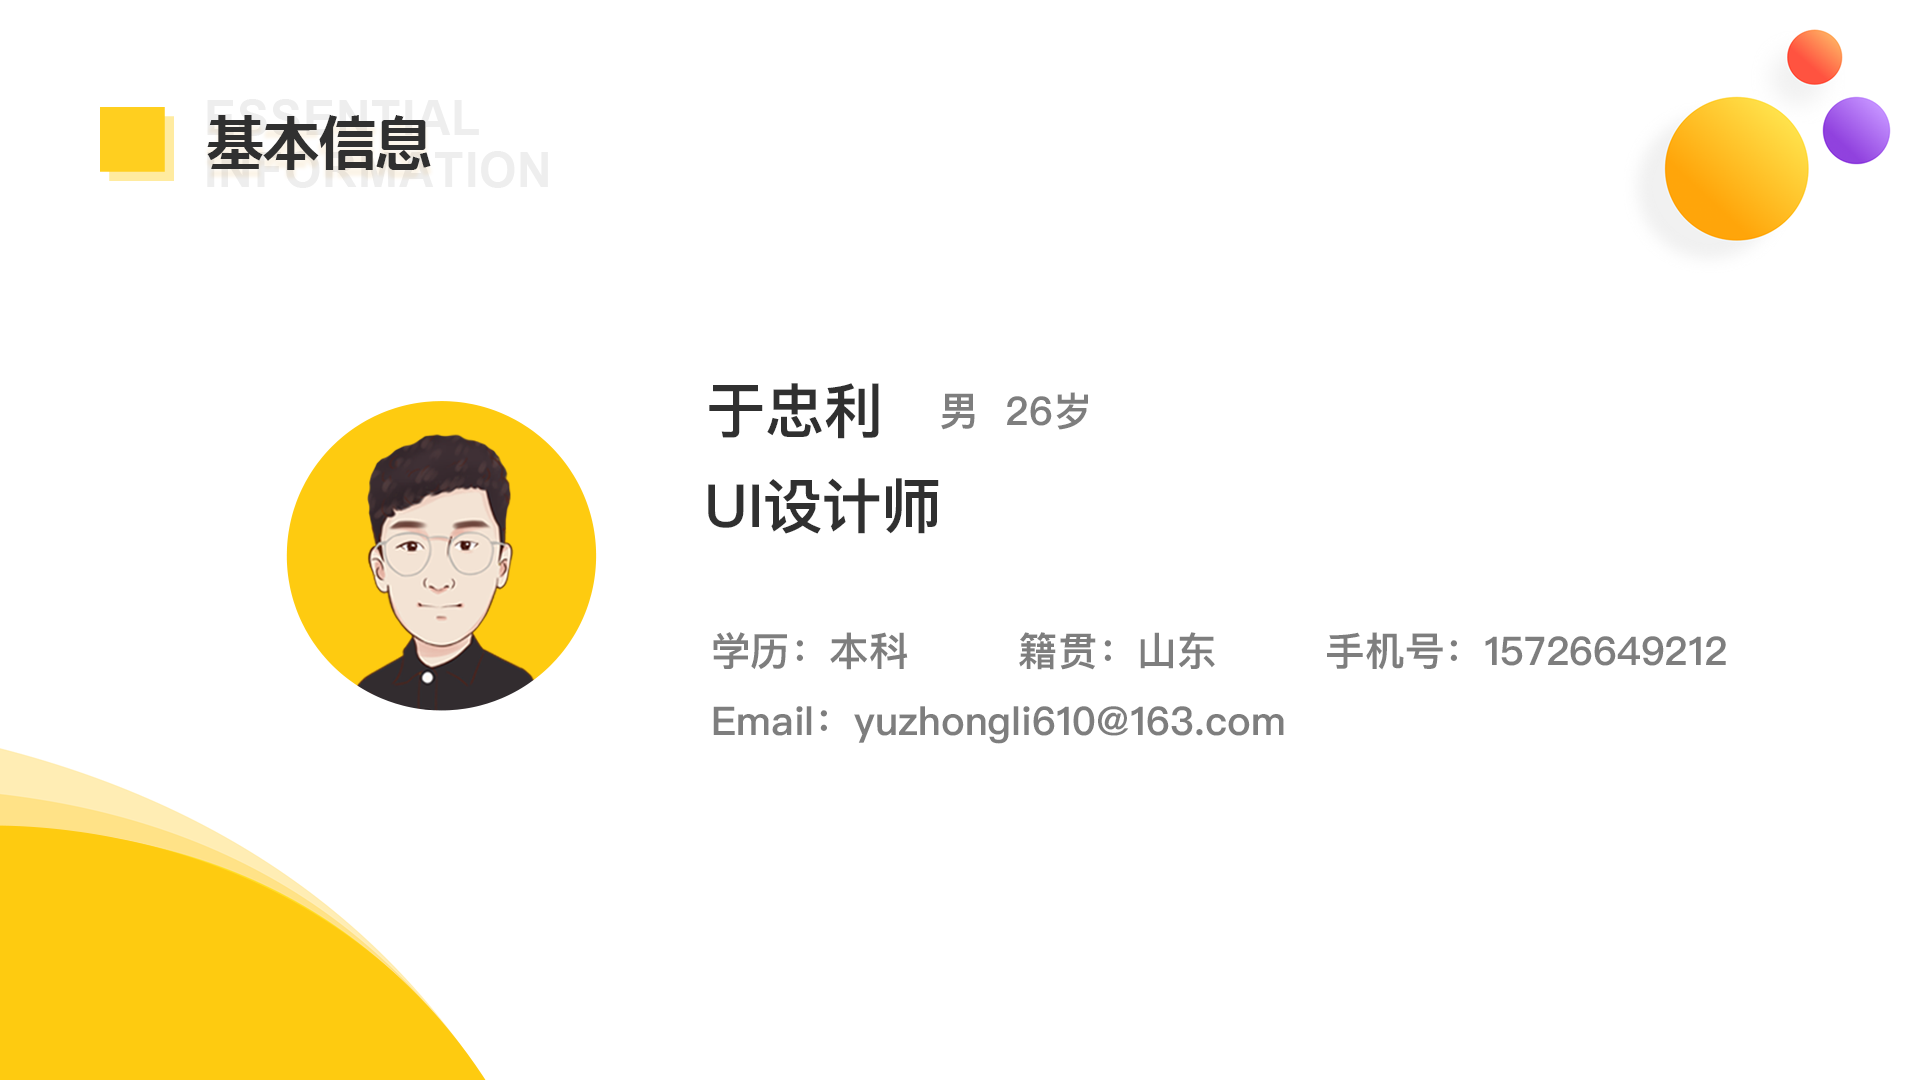 ESSENTIAL
INFORMATION
基本信息
于忠利 男 26岁
UI设计师
学历：本科 籍贯：山东 手机号：15726649212
Email：yuzhongli610@163.com